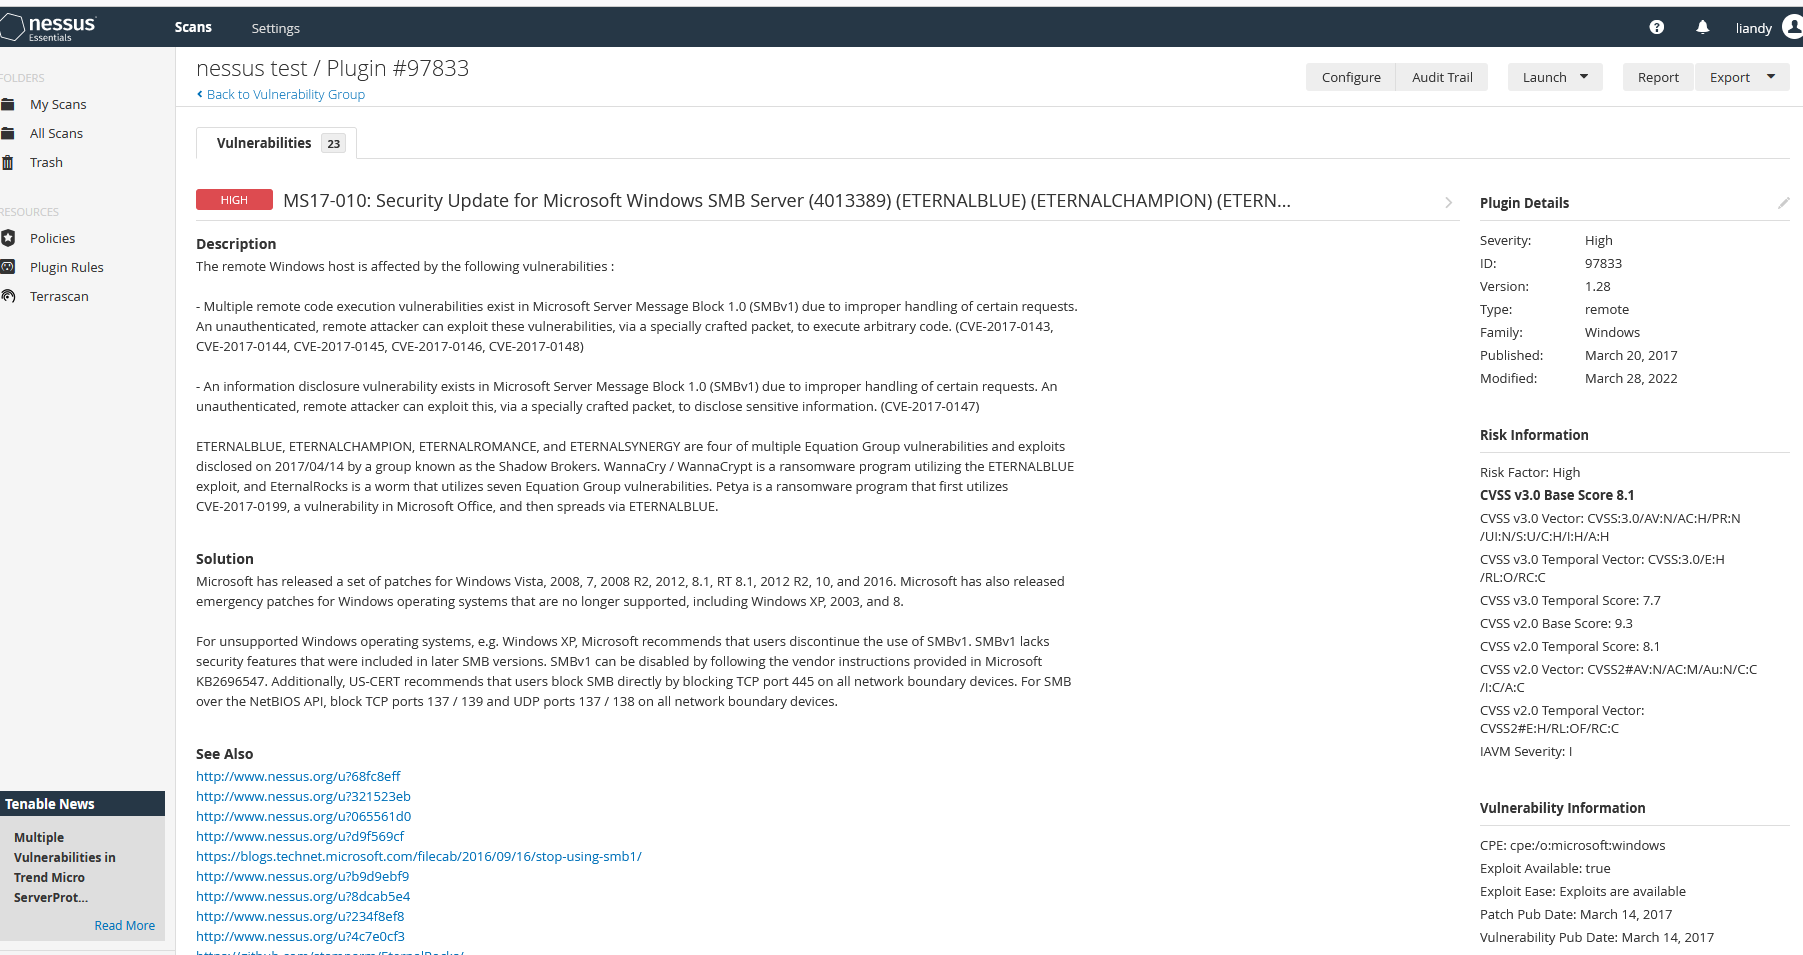 nessus
Essentials
Scans
Settings
liandy
FOLDERS
My Scans
All Scans
Trash
RESOURCES
Policies
Plugin Rules
Terrascan
Tenable News
Multiple
Vulnerabilities in
Trend Micro
ServerProt...
Read More
nessus test / Plugin #97833
Back to Vulnerability Group
Configure
Audit Trail
Launch
Report
Export
Vulnerabilities 23
HIGH MS17-010: Security Update for Microsoft Windows SMB Server (4013389) (ETERNALBLUE) (ETERNALCHAMPION) (ETERN...
Description
The remote Windows host is affected by the following vulnerabilities :
- Multiple remote code execution vulnerabilities exist in Microsoft Server Message Block 1.0 (SMBv1) due to improper handling of certain requests.
An unauthenticated, remote attacker can exploit these vulnerabilities, via a specially crafted packet, to execute arbitrary code. (CVE-2017-0143,
CVE-2017-0144, CVE-2017-0145, CVE-2017-0146, CVE-2017-0148)
- An information disclosure vulnerability exists in Microsoft Server Message Block 1.0 (SMBv1) due to improper handling of certain requests. An
unauthenticated, remote attacker can exploit this, via a specially crafted packet, to disclose sensitive information. (CVE-2017-0147)
ETERNALBLUE, ETERNALCHAMPION, ETERNALROMANCE, and ETERNALSYNERGY are four of multiple Equation Group vulnerabilities and exploits
disclosed on 2017/04/14 by a group known as the Shadow Brokers. WannaCry / WannaCrypt is a ransomware program utilizing the ETERNALBLUE
exploit, and EternalRocks is a worm that utilizes seven Equation Group vulnerabilities. Petya is a ransomware program that first utilizes
CVE-2017-0199, a vulnerability in Microsoft Office, and then spreads via ETERNALBLUE.
Solution
Microsoft has released a set of patches for Windows Vista, 2008, 7, 2008 R2, 2012, 8.1, RT 8.1, 2012 R2, 10, and 2016. Microsoft has also released
emergency patches for Windows operating systems that are no longer supported, including Windows XP, 2003, and 8.
For unsupported Windows operating systems, e.g. Windows XP, Microsoft recommends that users discontinue the use of SMBv1. SMBv1 lacks
security features that were included in later SMB versions. SMBv1 can be disabled by following the vendor instructions provided in Microsoft
KB2696547. Additionally, US-CERT recommends that users block SMB directly by blocking TCP port 445 on all network boundary devices. For SMB
over the NetBIOS API, block TCP ports 137 / 139 and UDP ports 137 / 138 on all network boundary devices.
See Also
http://www.nessus.org/u?68fc8eff
http://www.nessus.org/u?321523eb
http://www.nessus.org/u?065561d0
http://www.nessus.org/u?d9f569cf
https://blogs.technet.microsoft.com/filecab/2016/09/16/stop-using-smb1/
http://www.nessus.org/u?b9d9ebf9
http://www.nessus.org/u?8dcab5e4
http://www.nessus.org/u?234f8ef8
http://www.nessus.org/u?4c7e0cf3
Plugin Details
Severity: High
ID: 97833
Version: 1.28
Type: remote
Family: Windows
Published: March 20, 2017
Modified: March 28, 2022
Risk Information
Risk Factor: High
CVSS v3.0 Base Score 8.1
CVSS v3.0 Vector: CVSS:3.0/AV:N/AC:H/PR:N
/UI:N/S:U/C:H/I:H/A:H
CVSS v3.0 Temporal Vector: CVSS:3.0/E:H
/RL:O/RC:C
CVSS v3.0 Temporal Score: 7.7
CVSS v2.0 Base Score: 9.3
CVSS v2.0 Temporal Score: 8.1
CVSS v2.0 Vector: CVSS2#AV:N/AC:M/Au:N/C:C
/I:C/A:C
CVSS v2.0 Temporal Vector:
CVSS2#E:H/RL:OF/RC:C
IAVM Severity: I
Vulnerability Information
CPE: cpe:/o:microsoft:windows
Exploit Available: true
Exploit Ease: Exploits are available
Patch Pub Date: March 14, 2017
Vulnerability Pub Date: March 14, 2017